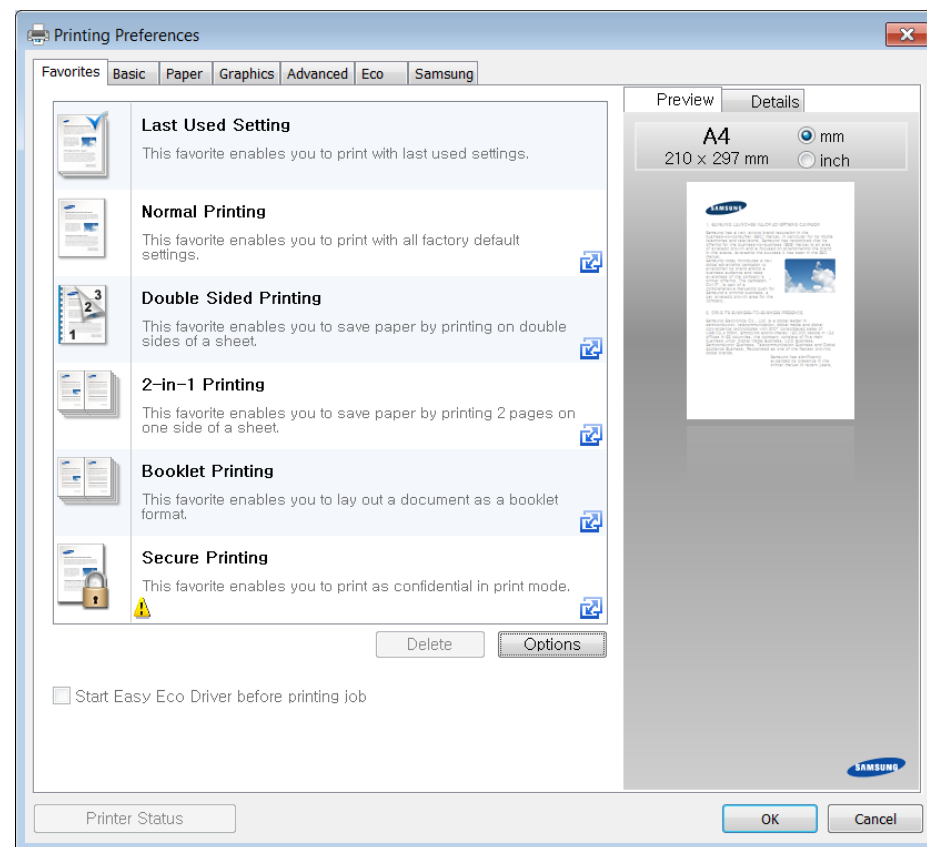 Printing Preferences
Favorites Basic Paper Graphics Advanced Eco Samsung
Last Used Setting
This favorite enables you to print with last used settings.
Normal Printing
This favorite enables you to print with all factory default
settings.
3
2
1
Double Sided Printing
This favorite enables you to save paper by printing on double
sides of a sheet.
2-in-1 Printing
This favorite enables you to save paper by printing 2 pages on
one side of a sheet.
Booklet Printing
This favorite enables you to lay out a document as a booklet
format.
Secure Printing
This favorite enables you to print as confidential in print mode.
Delete Options
Start Easy Eco Driver before printing job
Preview Details
A4
210 x 297 mm
mm
inch
SAMSUNG
SAMSUNG
Printer Status
OK Cancel